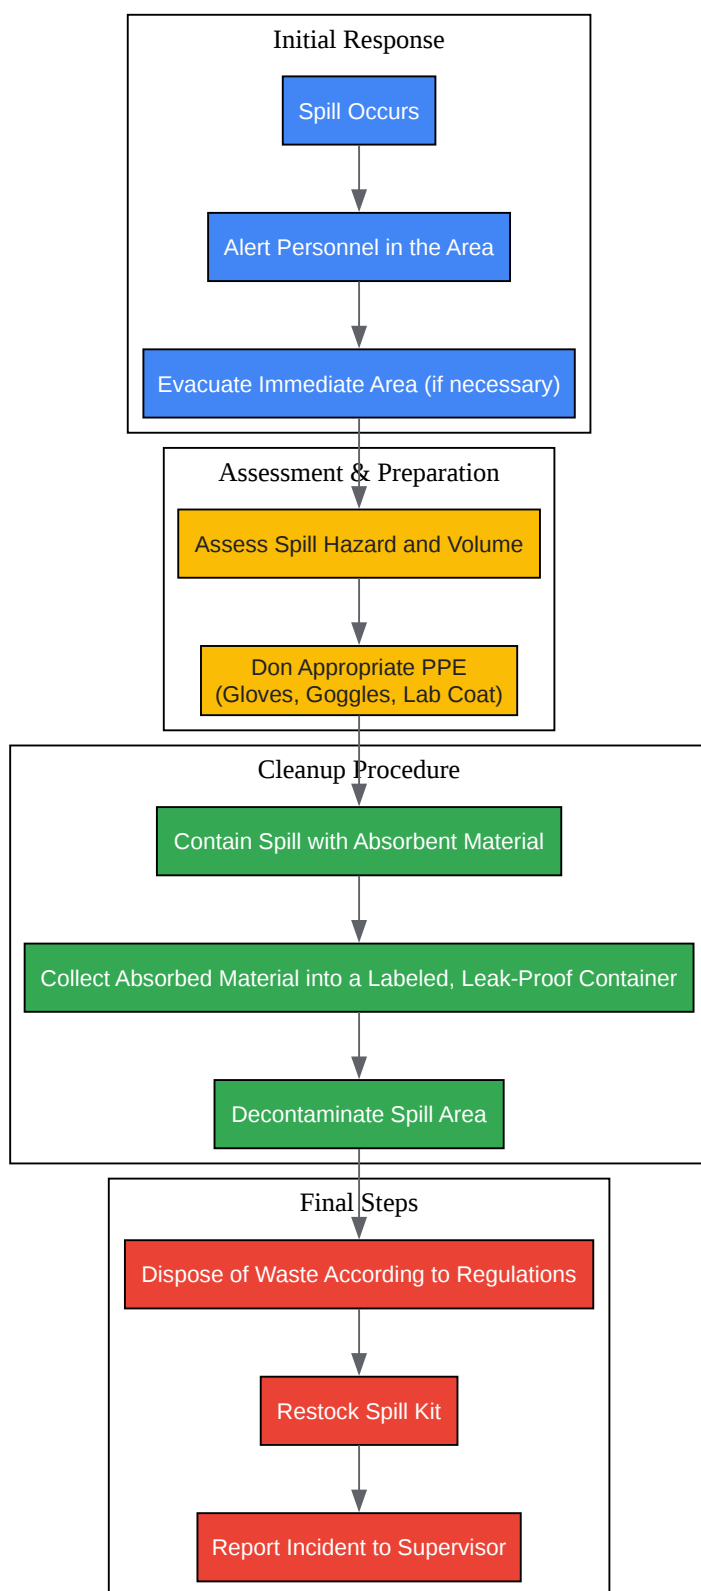 Initial Response
Spill Occurs
Alert Personnel in the Area
Evacuate Immediate Area (if necessary)
Assessment & Preparation
Assess Spill Hazard and Volume
Don Appropriate PPE
(Gloves, Goggles, Lab Coat)
Cleanup Procedure
Contain Spill with Absorbent Material
Collect Absorbed Material into a Labeled, Leak-Proof Container
Decontaminate Spill Area
Final Steps
Dispose of Waste According to Regulations
Restock Spill Kit
Report Incident to Supervisor